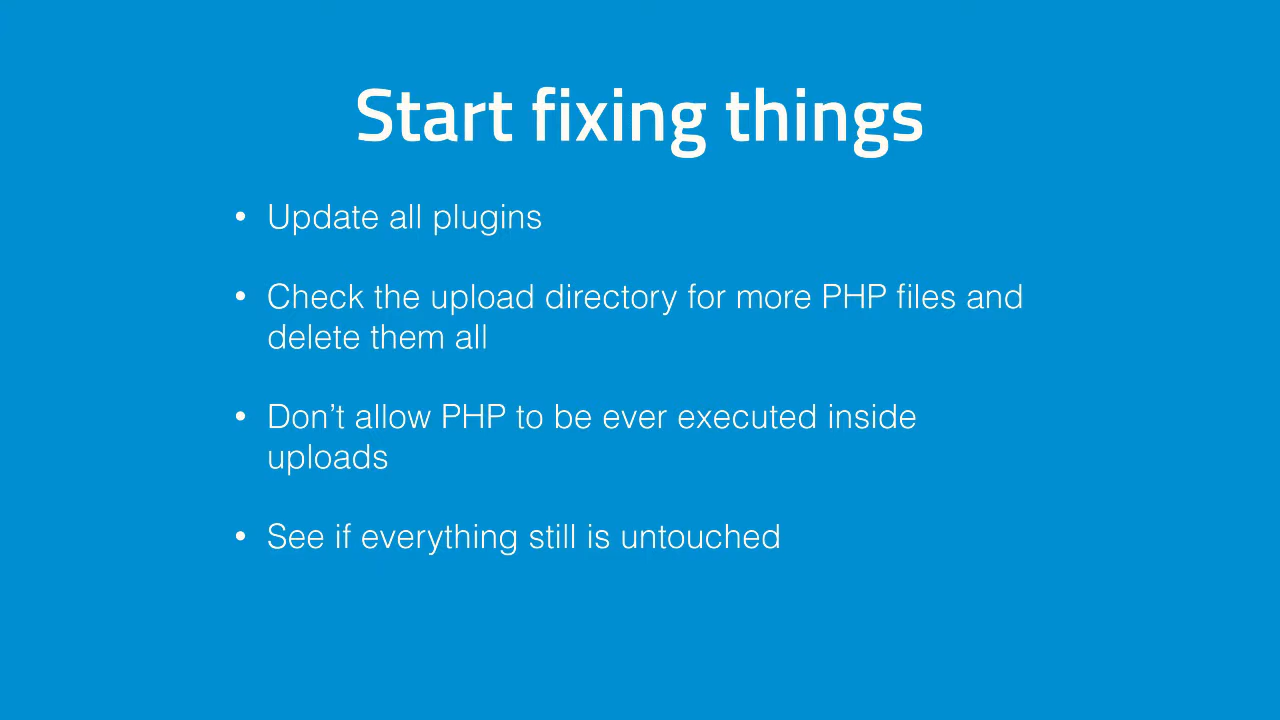 Start fixing things
• Update all plugins
• Check the upload directory for more PHP files and
delete them all
• Don’t allow PHP to be ever executed inside
uploads
• See if everything still is untouched